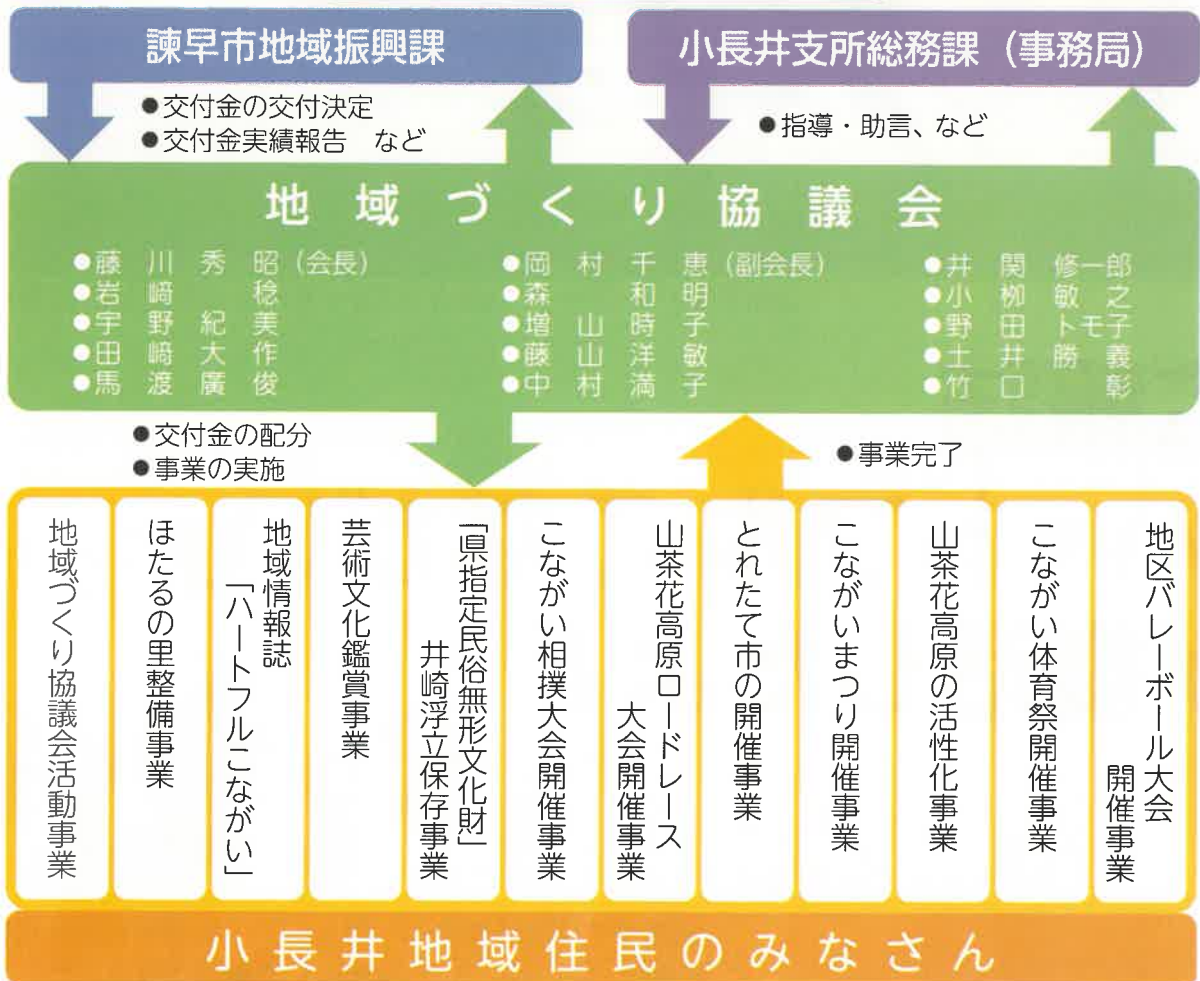 諫早市地域振興課
小長井支所総務課（事務局）
●交付金の交付決定
●交付金実績報告　など
●指導・助言、など
地域づくり協議会
●藤川秀昭（会長）
●岩﨑稔
●宇野紀美
●田﨑大作
●馬渡廣俊
●岡村千恵（副会長）
●森和明
●増山時子
●藤山洋敏
●中村満子
●井関修一郎
●小栁敏之
●野田トモ子
●土井勝義
●竹口彰
●交付金の配分
●事業の実施
●事業完了
地区バレーボール大会
開催事業
こながい体育祭開催事業
山茶花高原の活性化事業
こながいまつり開催事業
とれたて市の開催事業
山茶花高原ロードレース
大会開催事業
こながい相撲大会開催事業
「県指定民俗無形文化財」
井崎浮立保存事業
芸術文化鑑賞事業
地域情報誌
「ハートフルこながい」
ほたるの里整備事業
地域づくり協議会活動事業
小長井地域住民のみなさん